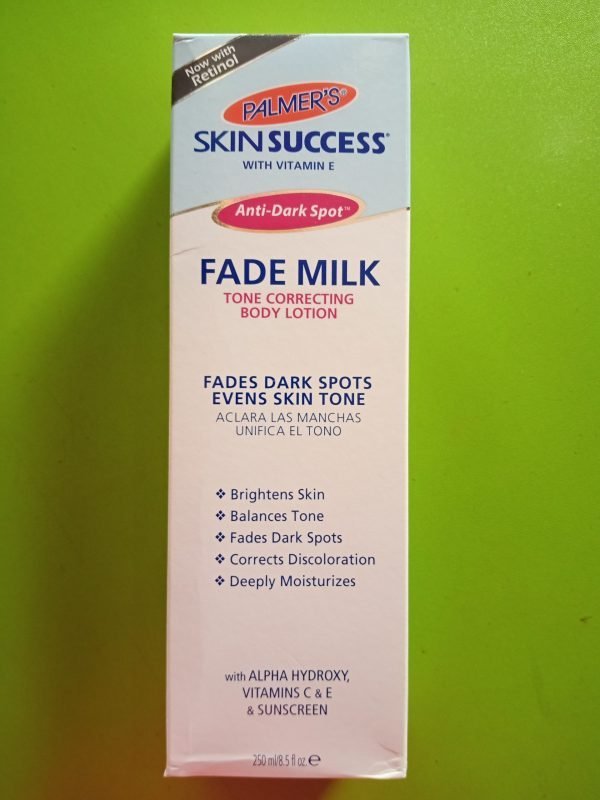 Now with
Retinol
PALMER'S®
SKIN SUCCESS®
WITH VITAMIN E
Anti-Dark Spot™
FADE MILK
TONE CORRECTING
BODY LOTION
FADES DARK SPOTS
EVENS SKIN TONE
ACLARA LAS MANCHAS
UNIFICA EL TONO
❖ Brightens Skin
❖ Balances Tone
❖ Fades Dark Spots
❖ Corrects Discoloration
❖ Deeply Moisturizes
with ALPHA HYDROXY,
VITAMINS C & E
& SUNSCREEN
250 ml/8.5 fl oz. ℮